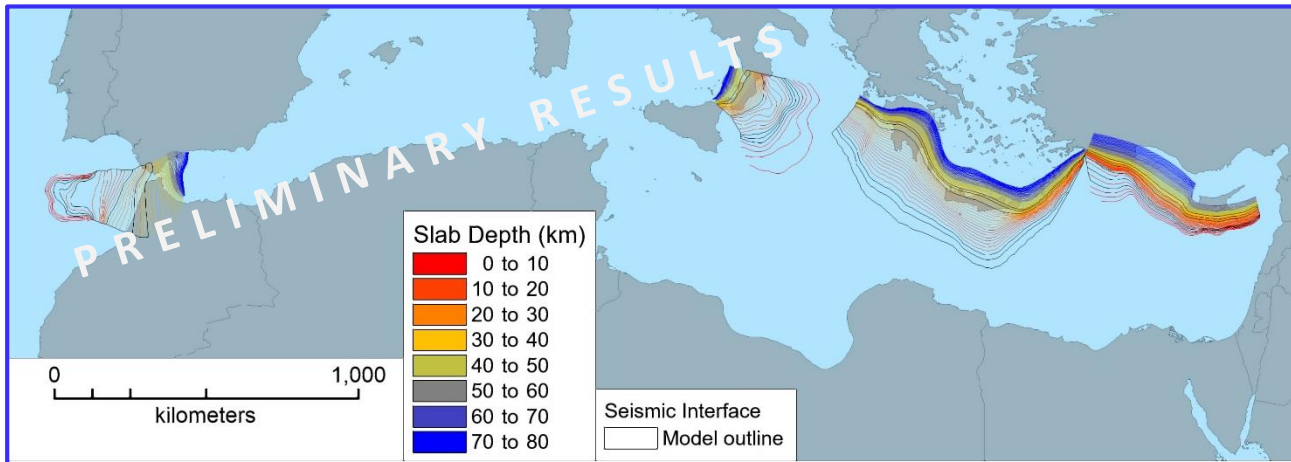 PRELIMINARY RESULTS
Slab Depth (km)
0 to 10
10 to 20
20 to 30
30 to 40
40 to 50
50 to 60
60 to 70
70 to 80
0 1,000
kilometers
Seismic Interface
Model outline